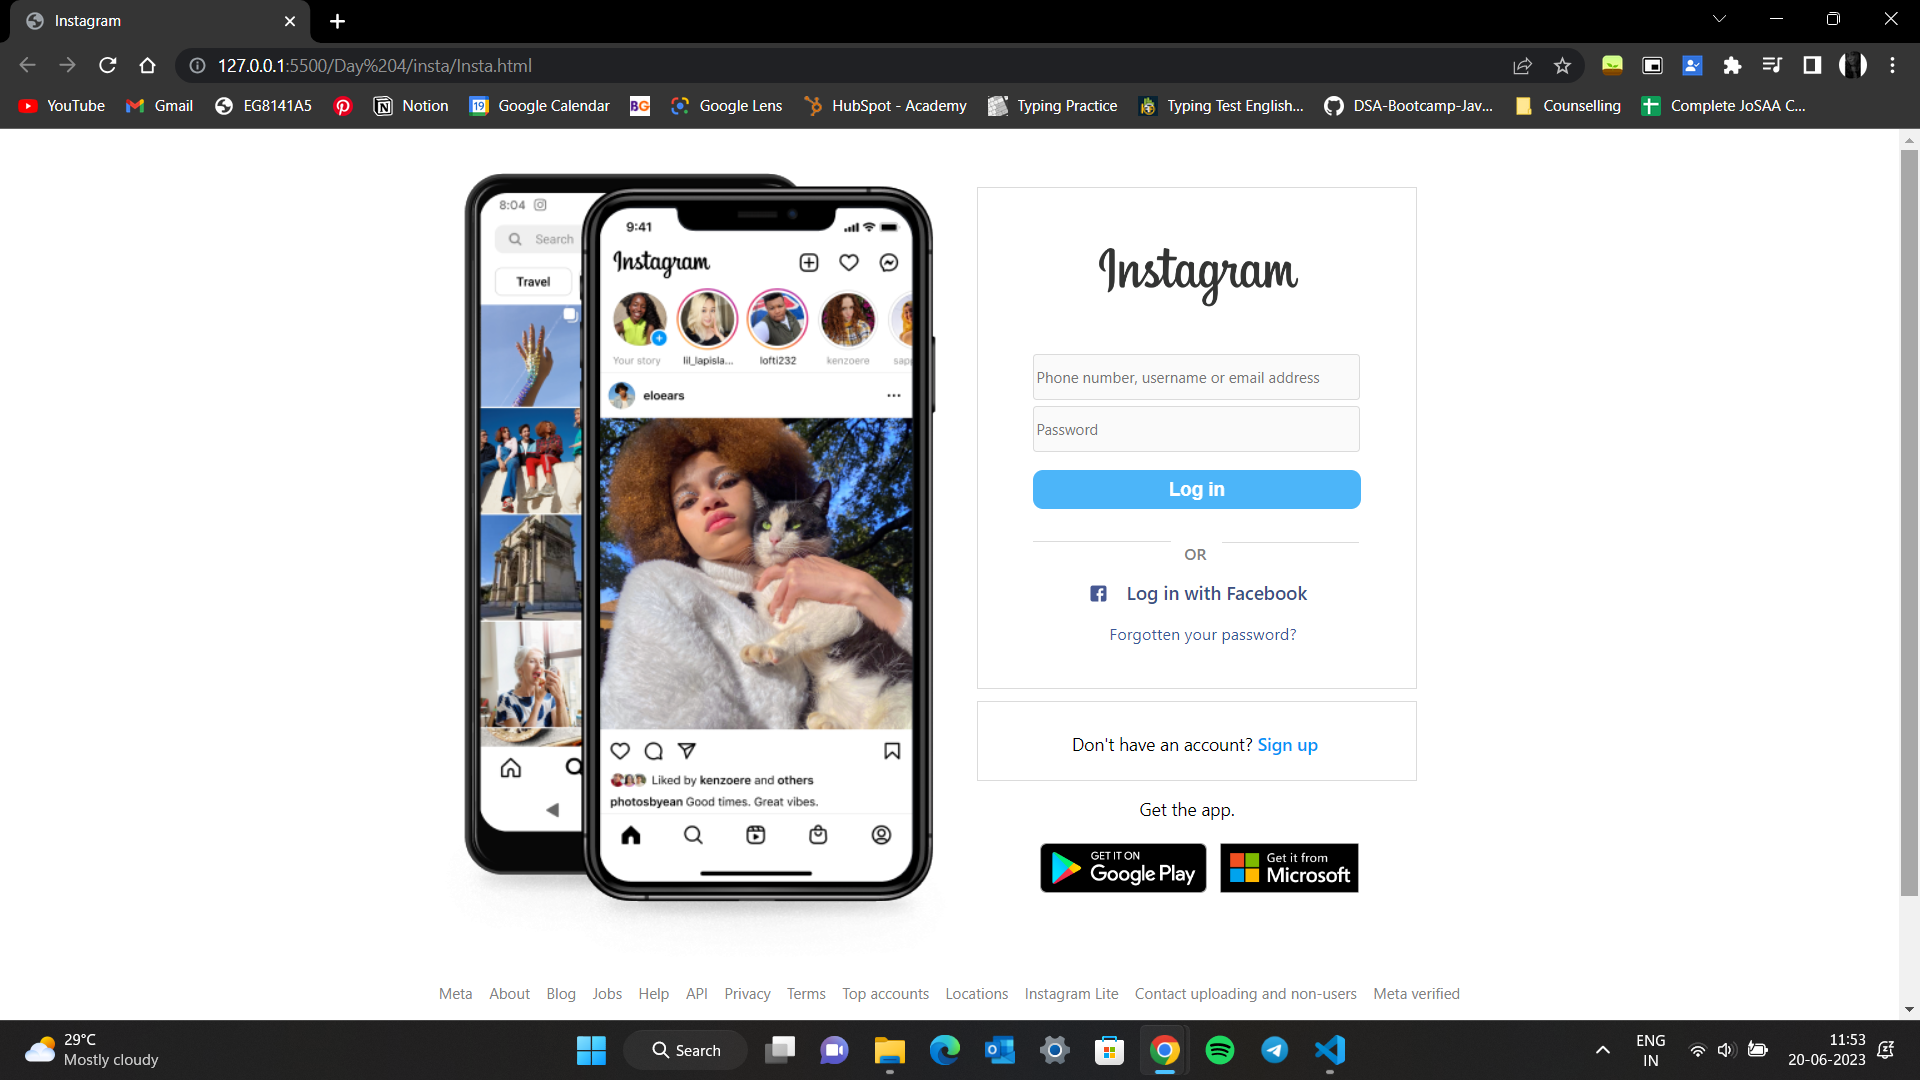 Instagram
127.0.0.1:5500/Day%204/insta/Insta.html
YouTube
Gmail
EG8141A5
Notion
19
Google Calendar
BG
Google Lens
HubSpot - Academy
Typing Practice
Typing Test English...
DSA-Bootcamp-Jav...
Counselling
Complete JoSAA C...
8:04
Search
Travel
9:41
Instagram
Your story
lil_lapisla...
lofti232
kenzoere
sap
eloears
Liked by kenzoere and others
photosbyean Good times. Great vibes.
Instagram
Phone number, username or email address
Password
Log in
OR
Log in with Facebook
Forgotten your password?
Don't have an account? Sign up
Get the app.
GET IT ON
Google Play
Get it from
Microsoft
Meta About Blog Jobs Help API Privacy Terms Top accounts Locations Instagram Lite Contact uploading and non-users Meta verified
29°C
Mostly cloudy
Search
ENG
IN
11:53
20-06-2023